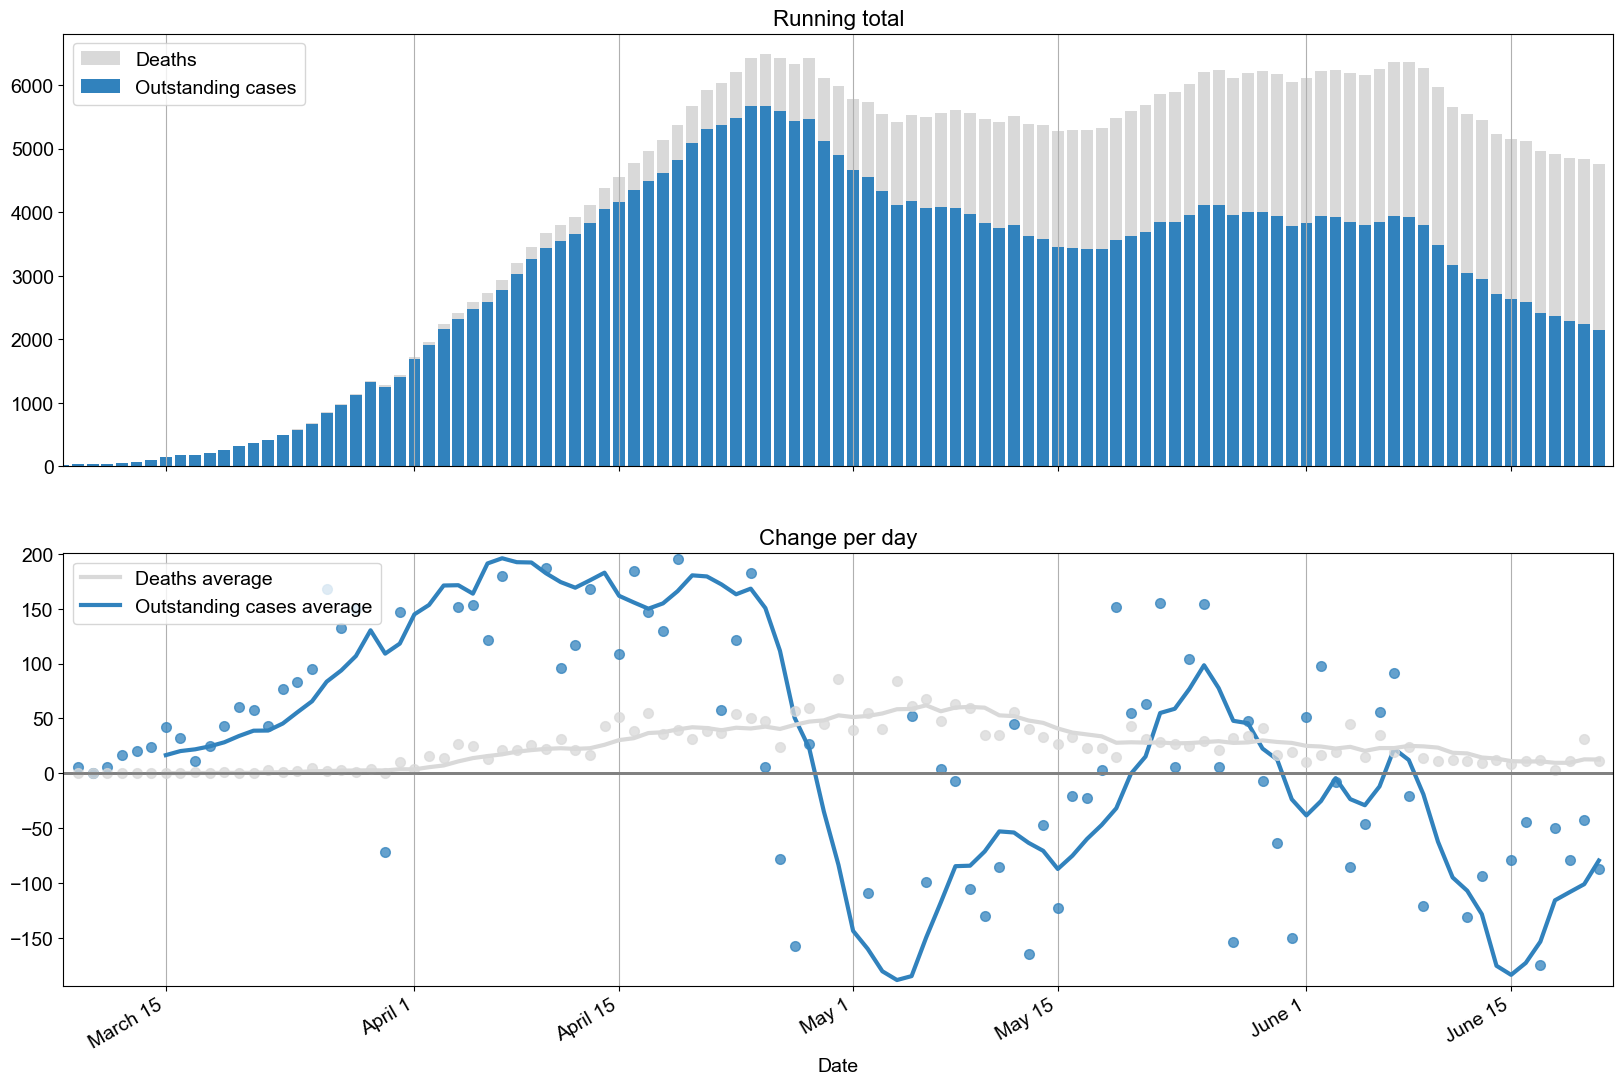 Running total
Deaths
Outstanding cases
6000
5000
4000
3000
2000
1000
0
Change per day
Deaths average
Outstanding cases average
200
150
100
50
0
−50
−100
−150
March 15
April 1
April 15
May 1
May 15
June 1
June 15
Date